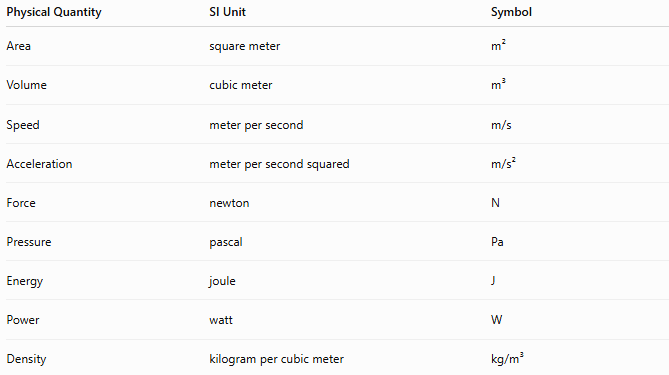 Physical Quantity SI Unit Symbol
Area square meter m²
Volume cubic meter m³
Speed meter per second m/s
Acceleration meter per second squared m/s²
Force newton N
Pressure pascal Pa
Energy joule J
Power watt W
Density kilogram per cubic meter kg/m³